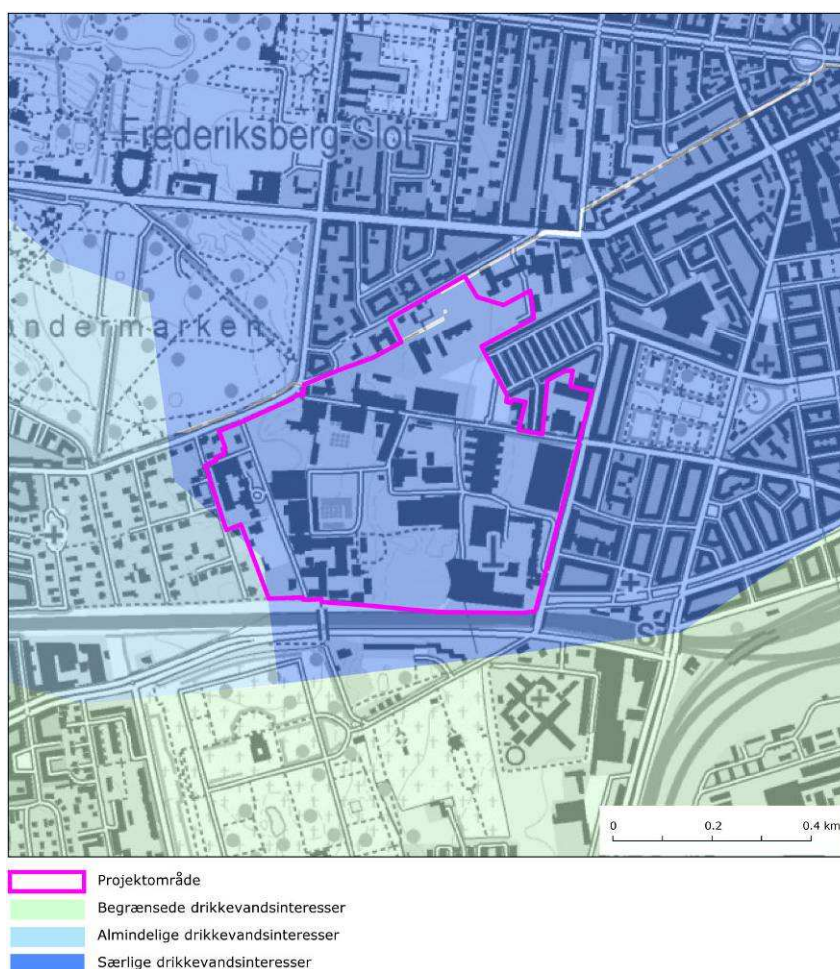 Frederiksberg Slot
ndermarken
S
0 0.2 0.4 km
Projektområde
Begrænsede drikkevandsinteresser
Almindelige drikkevandsinteresser
Særlige drikkevandsinteresser